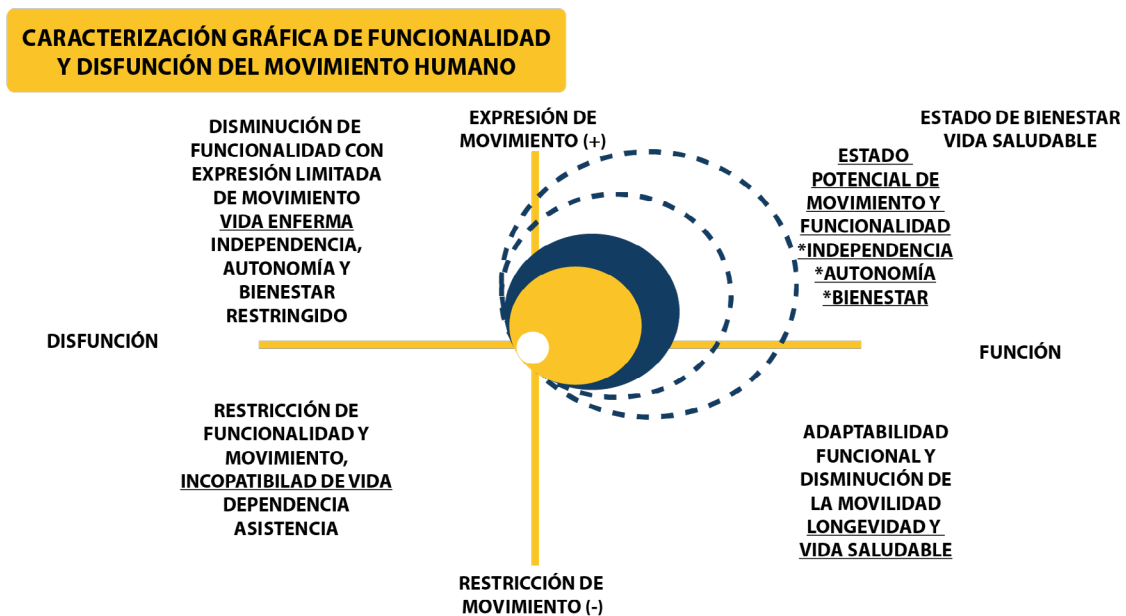 CARACTERIZACIÓN GRÁFICA DE FUNCIONALIDAD
Y DISFUNCIÓN DEL MOVIMIENTO HUMANO
EXPRESIÓN DE
MOVIMIENTO (+)
ESTADO DE BIENESTAR
VIDA SALUDABLE
DISMINUCIÓN DE
FUNCIONALIDAD CON
EXPRESIÓN LIMITADA
DE MOVIMIENTO
VIDA ENFERMA
INDEPENDENCIA,
AUTONOMÍA Y
BIENESTAR
RESTRINGIDO
ESTADO
POTENCIAL DE
MOVIMIENTO Y
FUNCIONALIDAD
*INDEPENDENCIA
*AUTONOMÍA
*BIENESTAR
DISFUNCIÓN
FUNCIÓN
RESTRICCIÓN DE
FUNCIONALIDAD Y
MOVIMIENTO,
INCOPATIBILAD DE VIDA
DEPENDENCIA
ASISTENCIA
ADAPTABILIDAD
FUNCIONAL Y
DISMINUCIÓN DE
LA MOVILIDAD
LONGEVIDAD Y
VIDA SALUDABLE
RESTRICCIÓN DE
MOVIMIENTO (-)